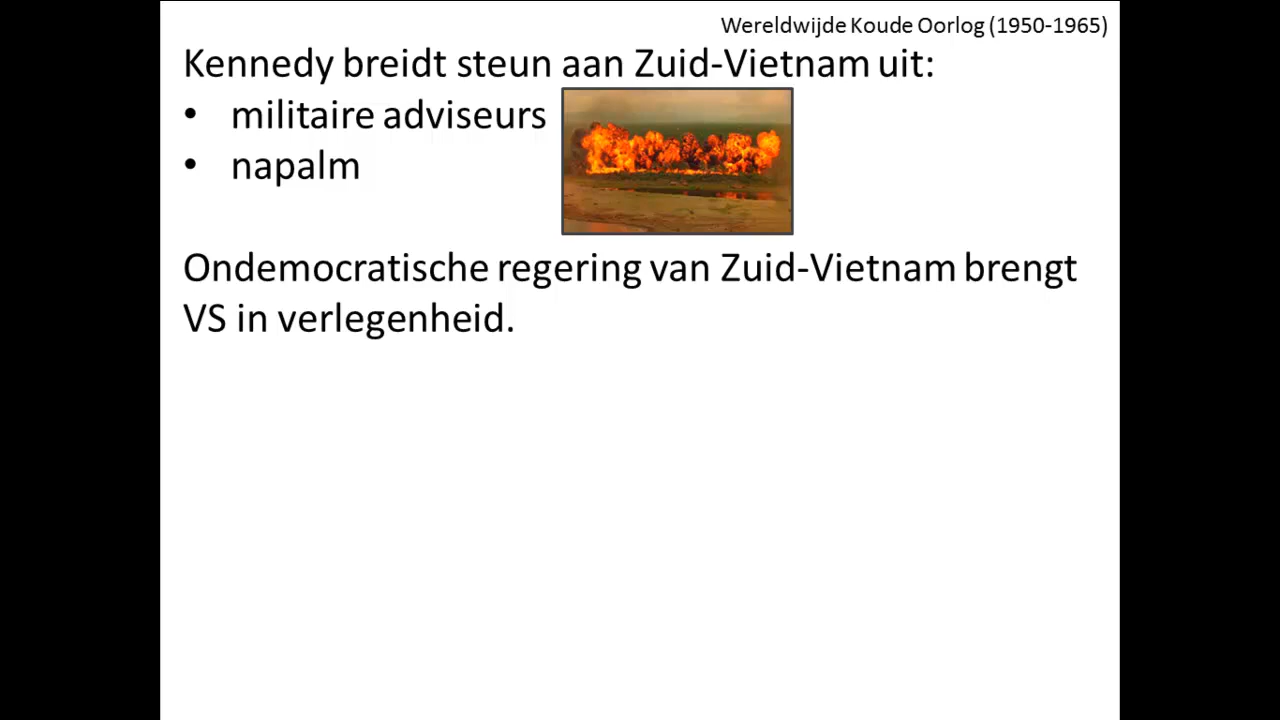 Wereldwijde Koude Oorlog (1950-1965)
Kennedy breidt steun aan Zuid-Vietnam uit:
• militaire adviseurs
• napalm
Ondemocratische regering van Zuid-Vietnam brengt
VS in verlegenheid.